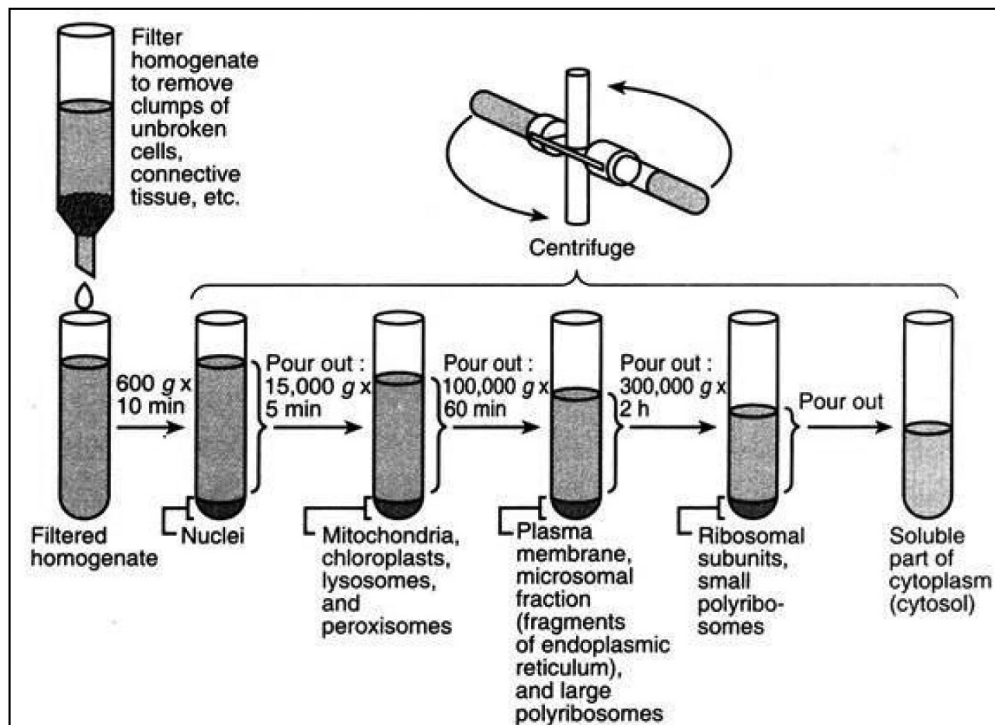 Filter
homogenate
to remove
clumps of
unbroken
cells,
connective
tissue, etc.
Centrifuge
600 g x
10 min
Pour out :
15,000 g x
5 min
Pour out :
100,000 g x
60 min
Pour out :
300,000 g x
2 h
Pour out
Filtered
homogenate
Nuclei
Mitochondria,
chloroplasts,
lysosomes,
and
peroxisomes
Plasma
membrane,
microsomal
fraction
(fragments
of endoplasmic
reticulum),
and large
polyribosomes
Ribosomal
subunits,
small
polyribo-
somes
Soluble
part of
cytoplasm
(cytosol)